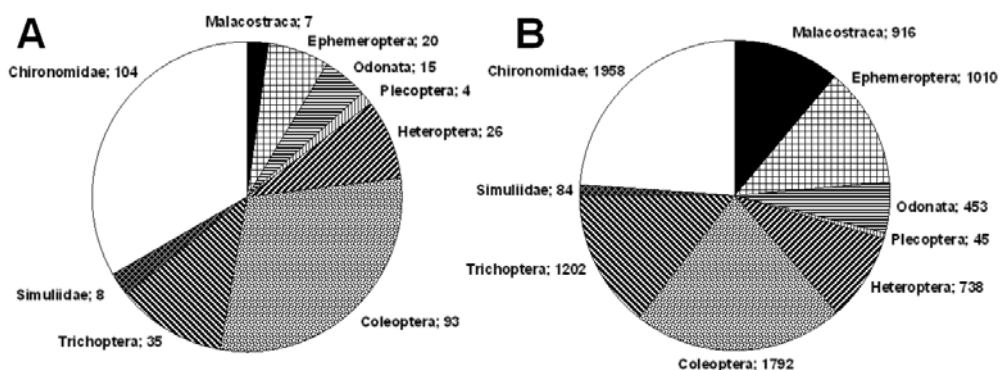 A
Malacostraca; 7
Ephemeroptera; 20
Odonata; 15
Plecoptera; 4
Heteroptera; 26
Coleoptera; 93
Trichoptera; 35
Simuliidae; 8
Chironomidae; 104
B
Malacostraca; 916
Ephemeroptera; 1010
Odonata; 453
Plecoptera; 45
Heteroptera; 738
Coleoptera; 1792
Trichoptera; 1202
Simuliidae; 84
Chironomidae; 1958